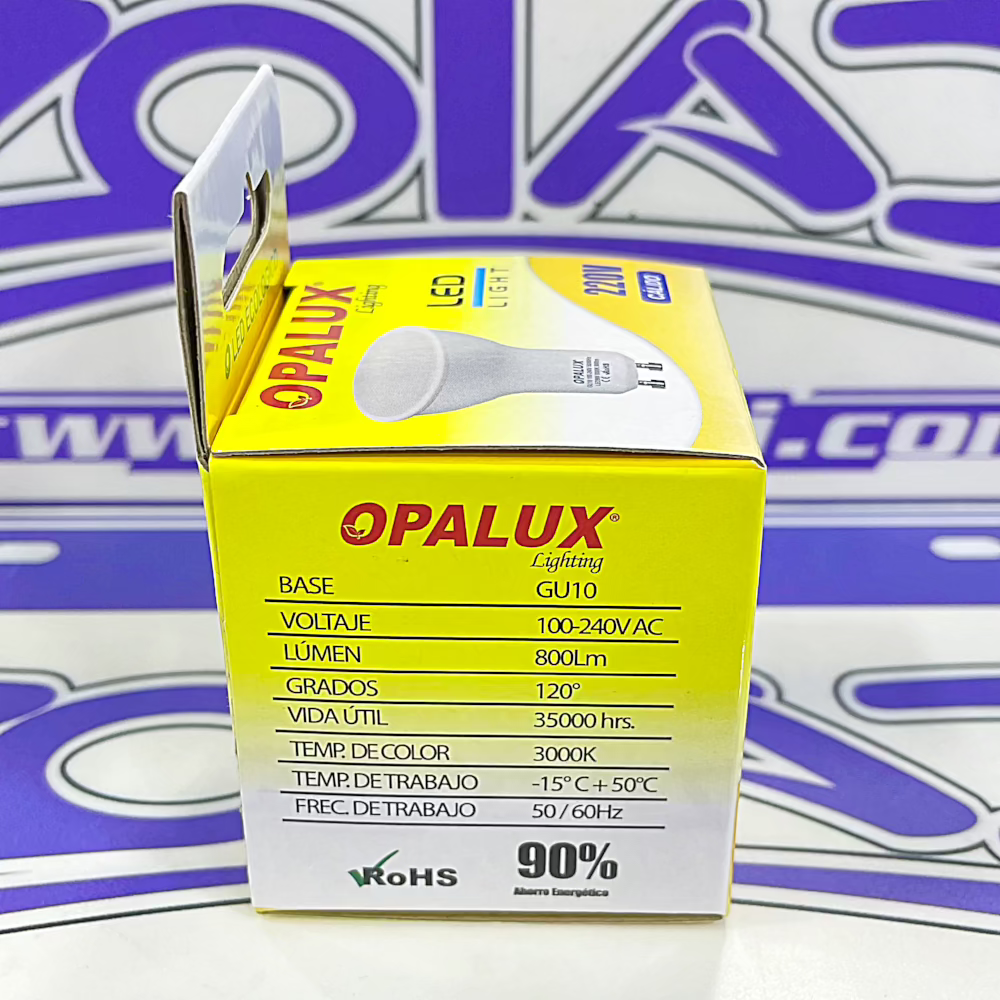 OPALUX®
Lighting
LED
LIGHT
220V
CALIDO
OPALUX
OPALUX®
Lighting
BASE GU10
VOLTAJE 100-240V AC
LÚMEN 800Lm
GRADOS 120°
VIDA ÚTIL 35000 hrs.
TEMP. DE COLOR 3000K
TEMP. DE TRABAJO -15°C + 50°C
FREC. DE TRABAJO 50 / 60Hz
RoHS
90%
Ahorro Energético